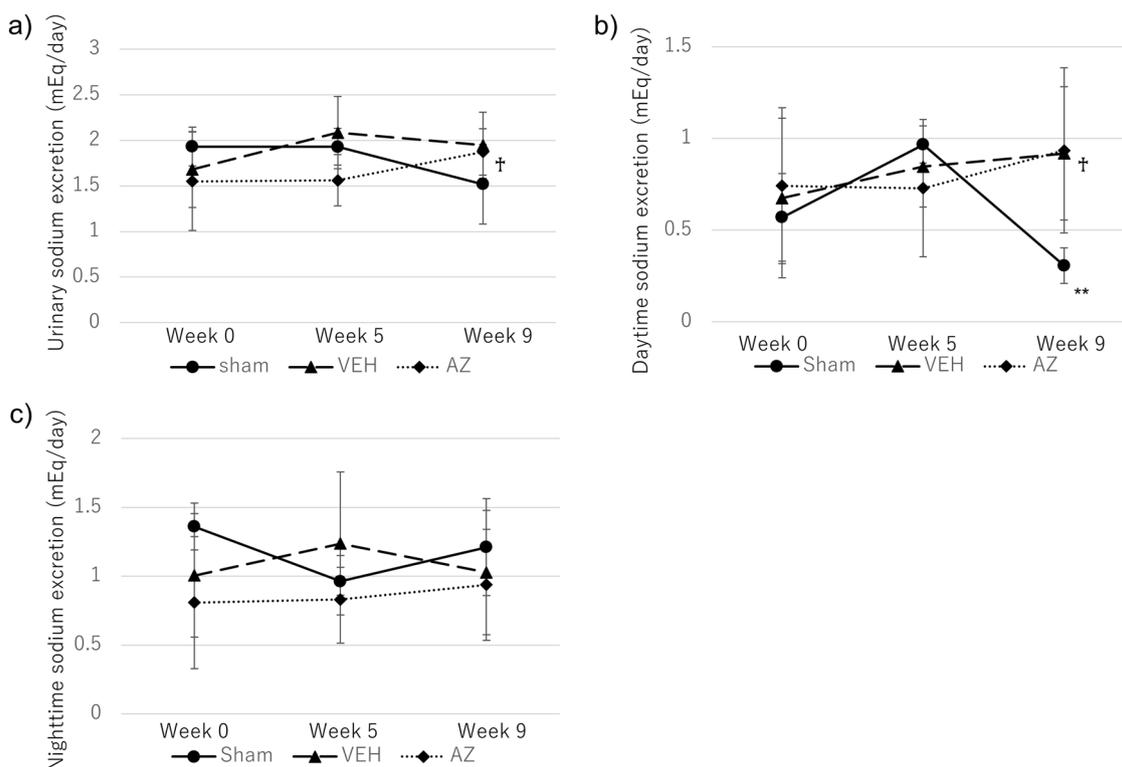 a)
Urinary sodium excretion (mEq/day)
3
2.5
2
1.5
1
0.5
0
†
Week 0 Week 5 Week 9
sham VEH AZ
b)
Daytime sodium excretion (mEq/day)
1.5
1
0.5
0
†
**
Week 0 Week 5 Week 9
Sham VEH AZ
c)
Nighttime sodium excretion (mEq/day)
2
1.5
1
0.5
0
Week 0 Week 5 Week 9
Sham VEH AZ